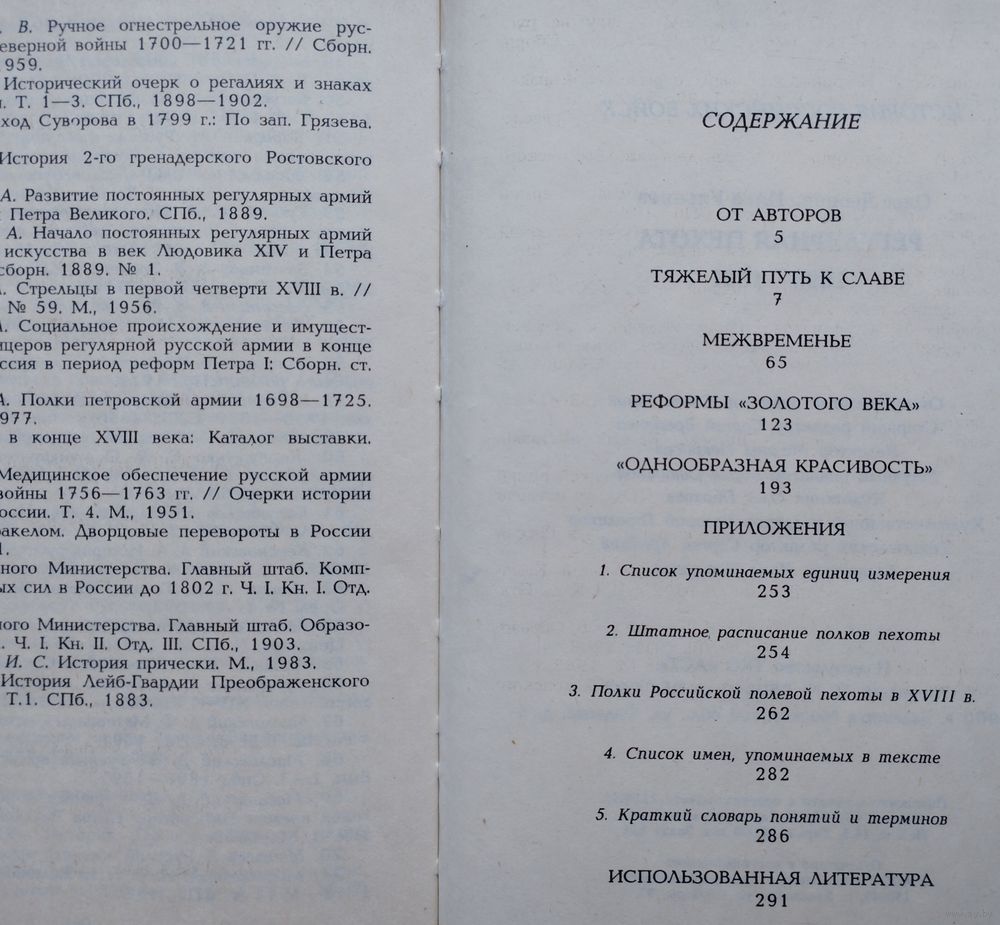 . В. Ручное огнестрельное оружие рус-
еверной войны 1700—1721 гг. // Сборн.
959.
Исторический очерк о регалиях и знаках
Т. 1—3. СПб., 1898—1902.
ход Суворова в 1799 г.: По зап. Грязева.
История 2-го гренадерского Ростовского
А. Развитие постоянных регулярных армий
Петра Великого. СПб., 1889.
А. Начало постоянных регулярных армий
искусства в век Людовика XIV и Петра
сборн. 1889. № 1.
Стрельцы в первой четверти XVIII в. //
№ 59. М., 1956.
Социальное происхождение и имущест-
ицеров регулярной русской армии в конце
ссия в период реформ Петра I: Сборн. ст.
А. Полки петровской армии 1698—1725.
977.
в конце XVIII века: Каталог выставки.
Медицинское обеспечение русской армии
войны 1756—1763 гг. // Очерки истории
оссии. Т. 4. М., 1951.
ракелом. Дворцовые перевороты в России
1.
ного Министерства. Главный штаб. Комп-
ых сил в России до 1802 г. Ч. I. Кн. I. Отд.
ного Министерства. Главный штаб. Образо-
. Ч. I. Кн. II. Отд. III. СПб., 1903.
И. С. История прически. М., 1983.
История Лейб-Гвардии Преображенского
Т.1. СПб., 1883.
СОДЕРЖАНИЕ
ОТ АВТОРОВ
5
ТЯЖЕЛЫЙ ПУТЬ К СЛАВЕ
7
МЕЖВРЕМЕНЬЕ
65
РЕФОРМЫ «ЗОЛОТОГО ВЕКА»
123
«ОДНООБРАЗНАЯ КРАСИВОСТЬ»
193
ПРИЛОЖЕНИЯ
1. Список упоминаемых единиц измерения
253
2. Штатное расписание полков пехоты
254
3. Полки Российской полевой пехоты в XVIII в.
262
4. Список имен, упоминаемых в тексте
282
5. Краткий словарь понятий и терминов
286
ИСПОЛЬЗОВАННАЯ ЛИТЕРАТУРА
291